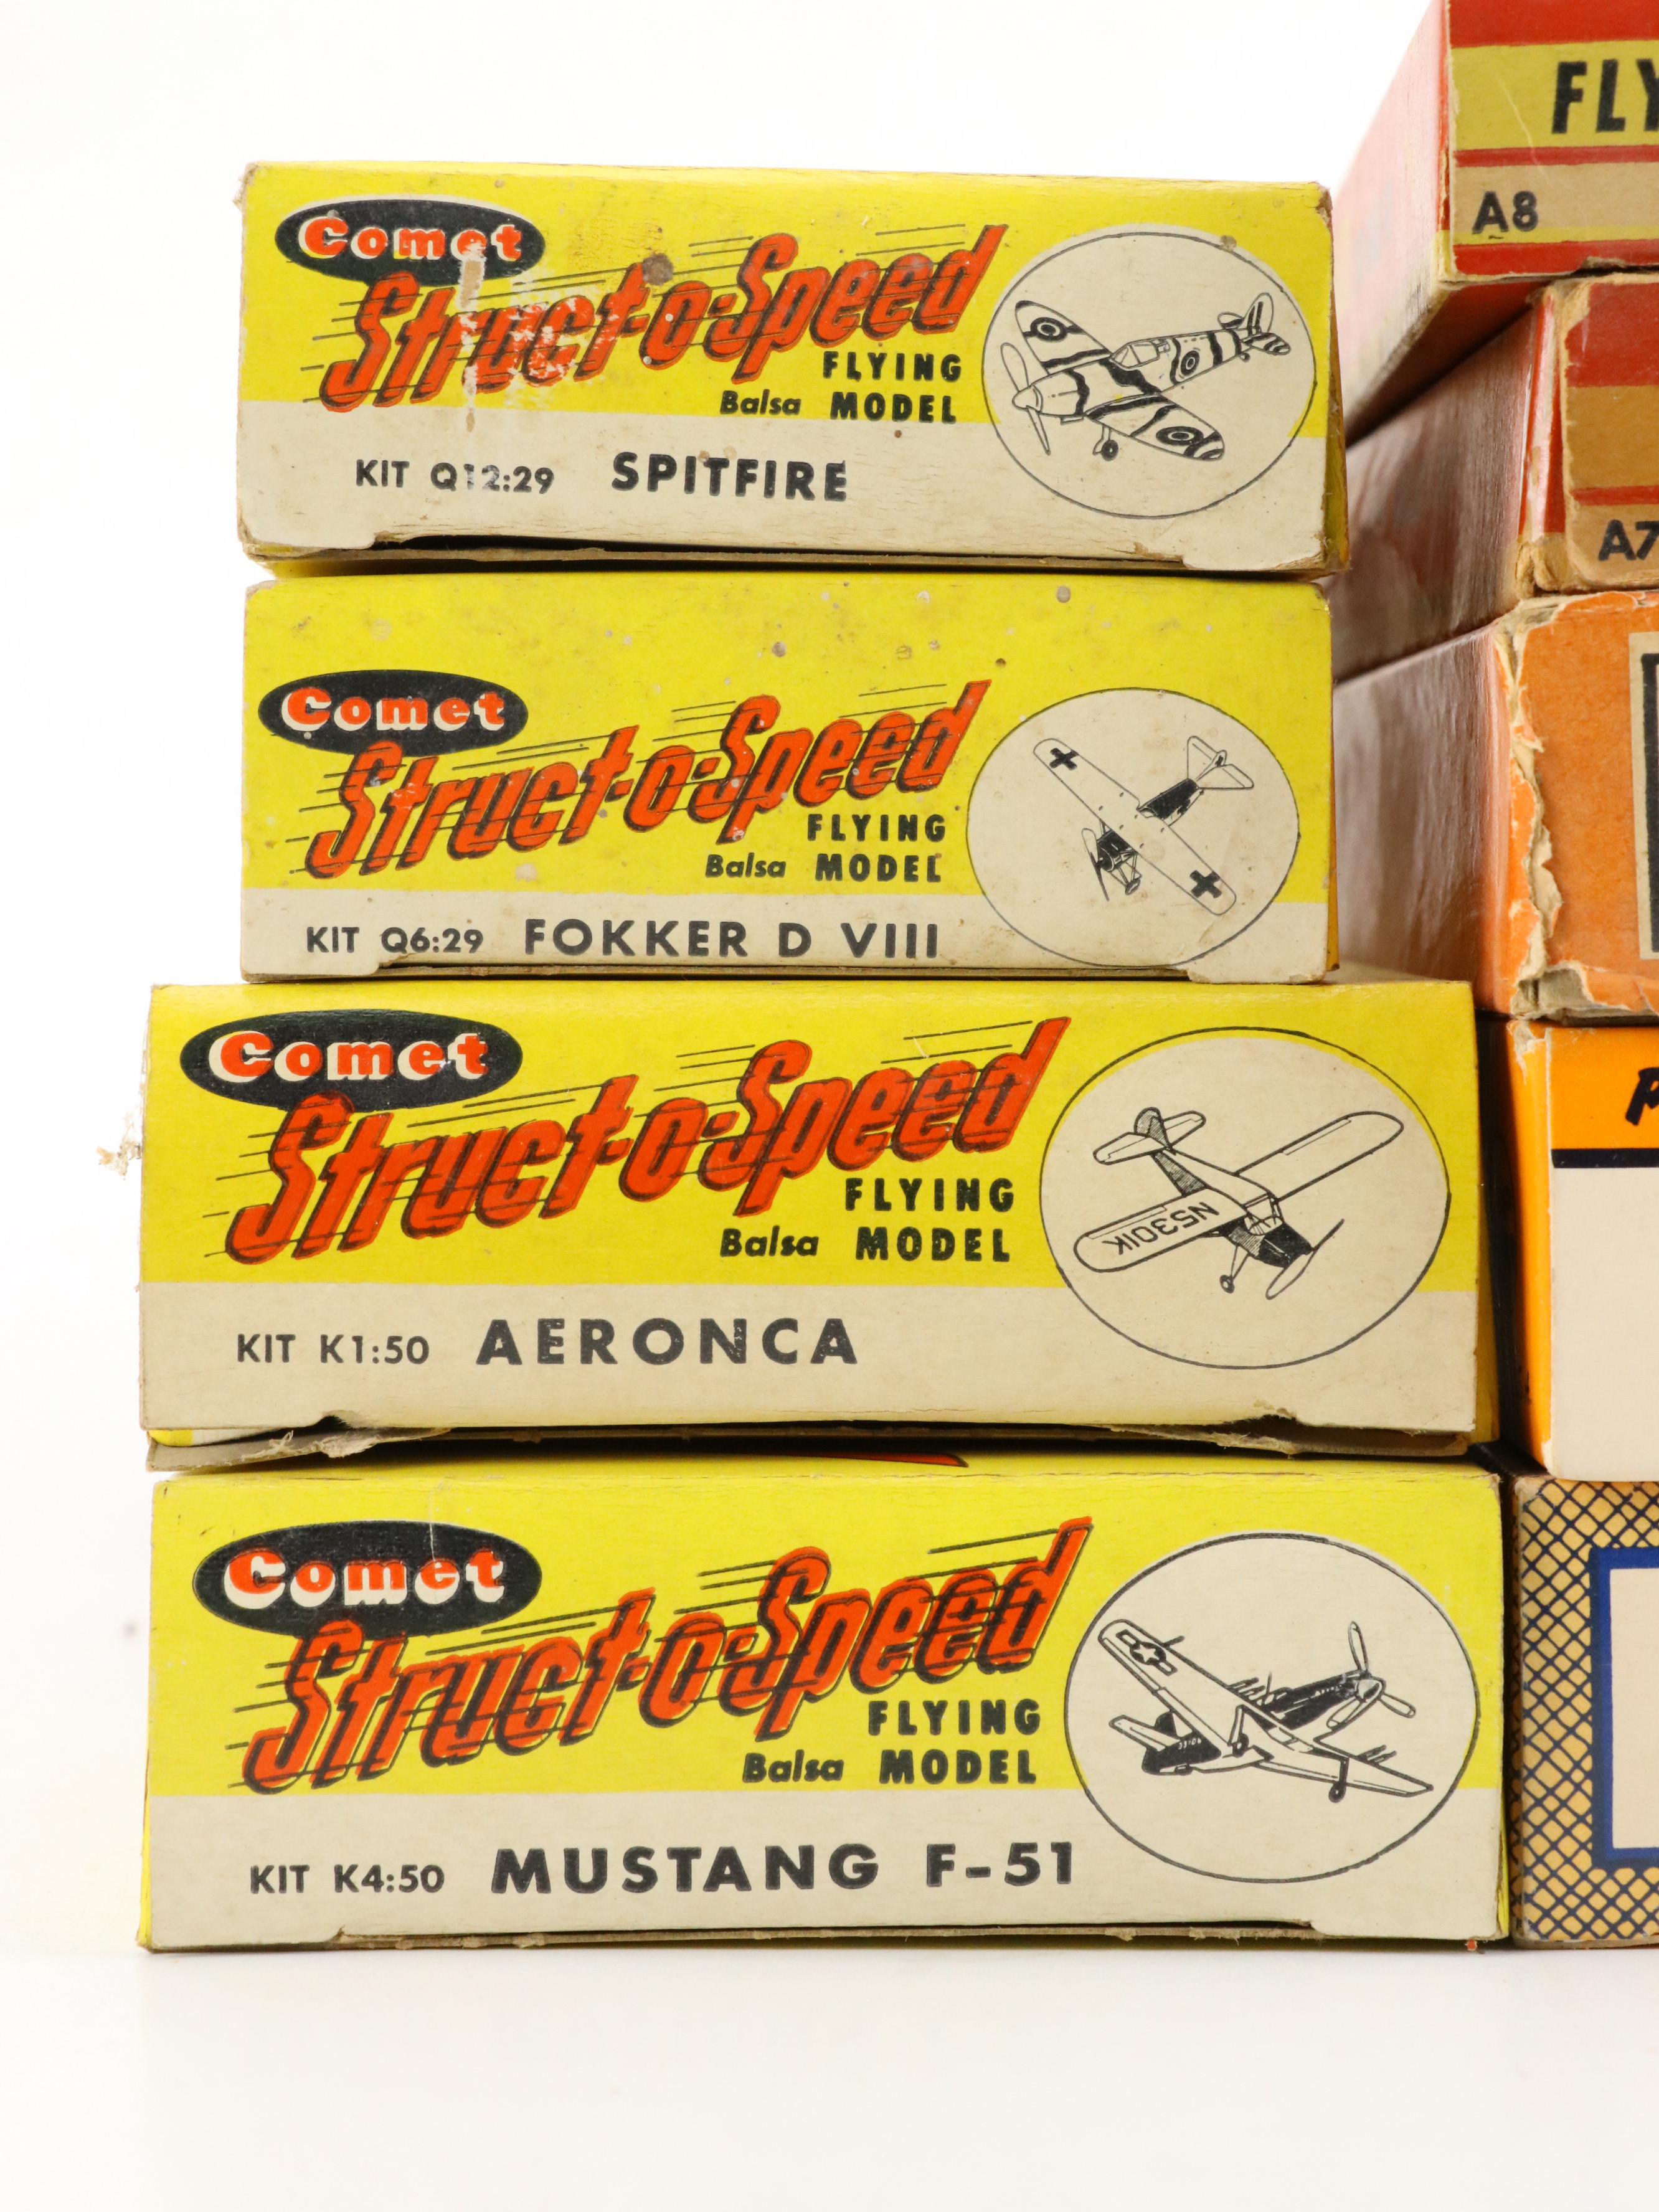 Comet
Struct-o-Speed
FLYING
Balsa MODEL
KIT Q12:29 SPITFIRE
Comet
Struct-o-Speed
FLYING
Balsa MODEL
KIT Q6:29 FOKKER D VIII
Comet
Struct-o-Speed
FLYING
Balsa MODEL
N5301K
KIT K1:50 AERONCA
Comet
Struct-o-Speed
FLYING
Balsa MODEL
KIT K4:50 MUSTANG F-51
FLY
A8
A7
P